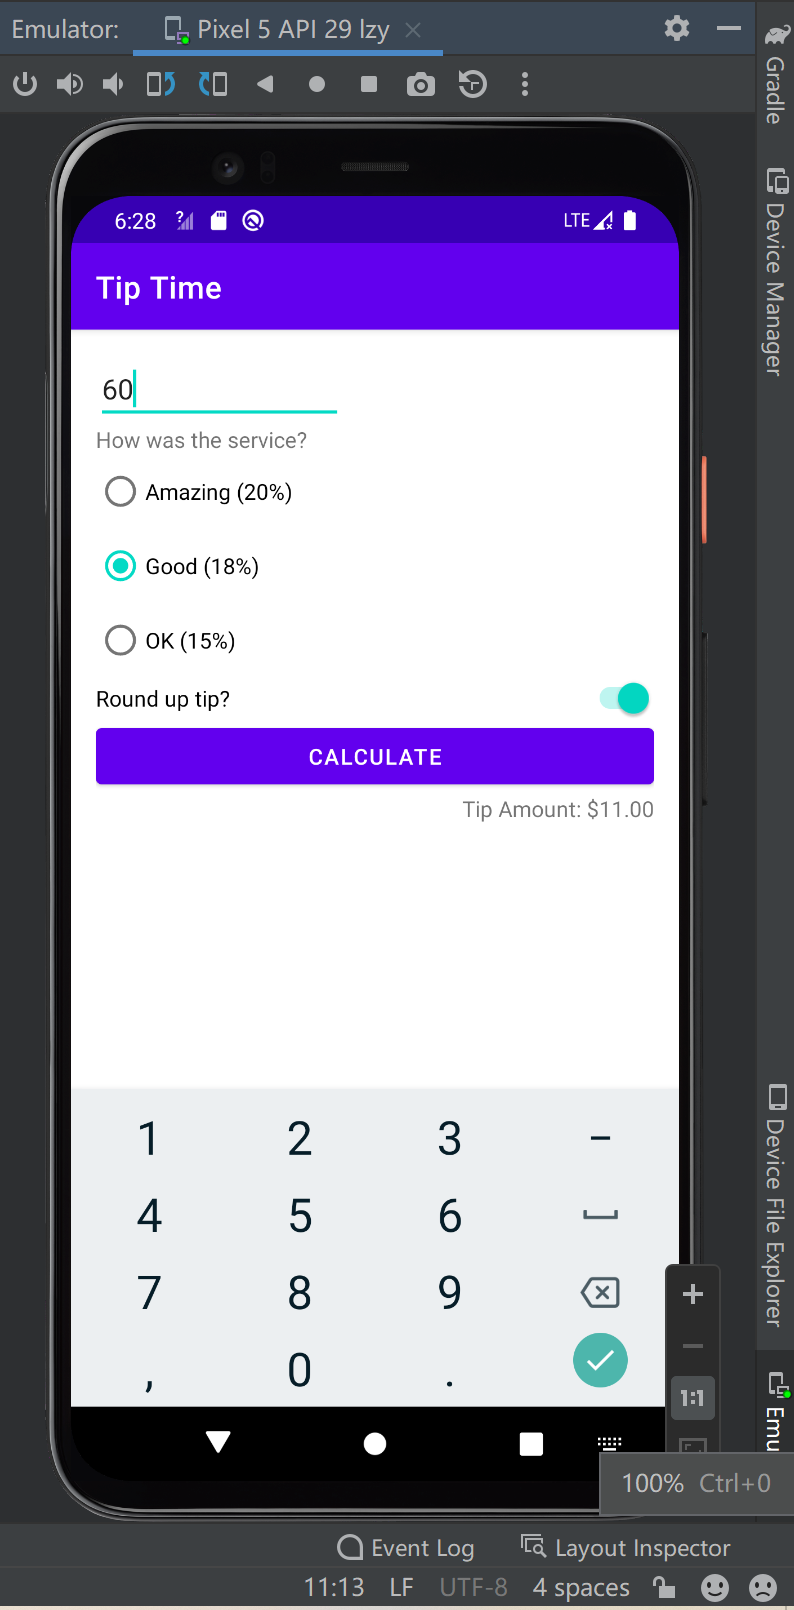 Emulator: Pixel 5 API 29 lzy
Gradle
Device Manager
6:28 ? LTE
Tip Time
60
How was the service?
Amazing (20%)
Good (18%)
OK (15%)
Round up tip?
CALCULATE
Tip Amount: $11.00
1 2 3 –
4 5 6
7 8 9
, 0 .
Device File Explorer
1:1
Emu
100% Ctrl+0
Event Log Layout Inspector
11:13 LF UTF-8 4 spaces